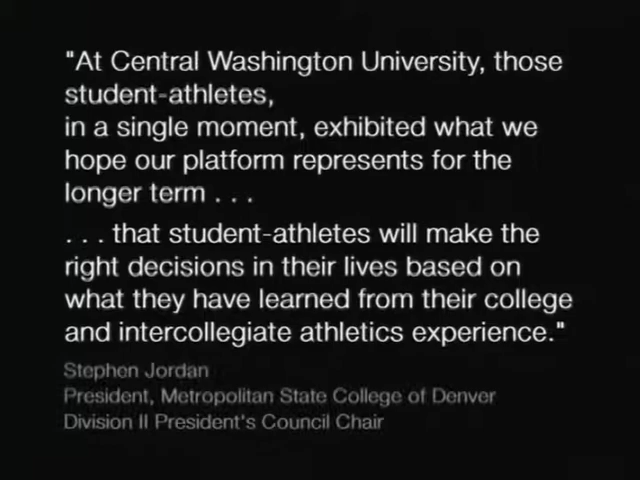 "At Central Washington University, those
student-athletes,
in a single moment, exhibited what we
hope our platform represents for the
longer term . . .
. . . that student-athletes will make the
right decisions in their lives based on
what they have learned from their college
and intercollegiate athletics experience."
Stephen Jordan
President, Metropolitan State College of Denver
Division II President's Council Chair